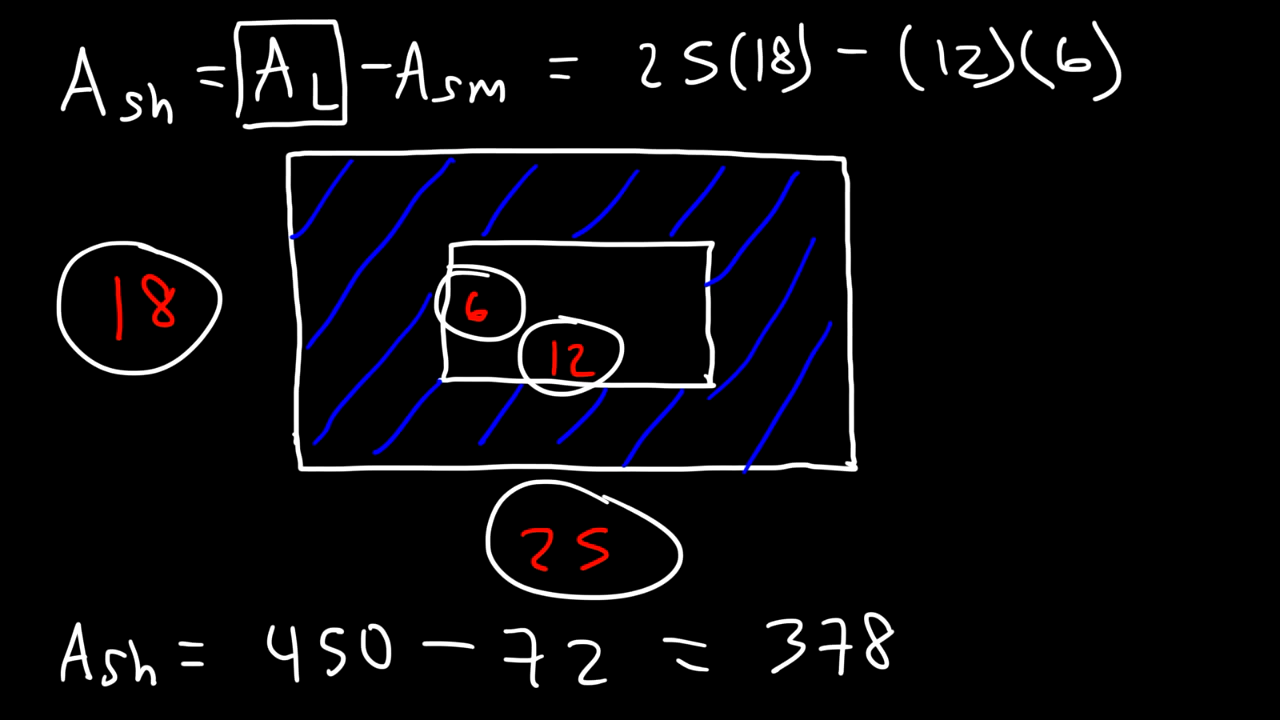 Ash = AL - Asm = 25(18) - (12)(6)
18
6
12
25
Ash = 450 - 72 = 378